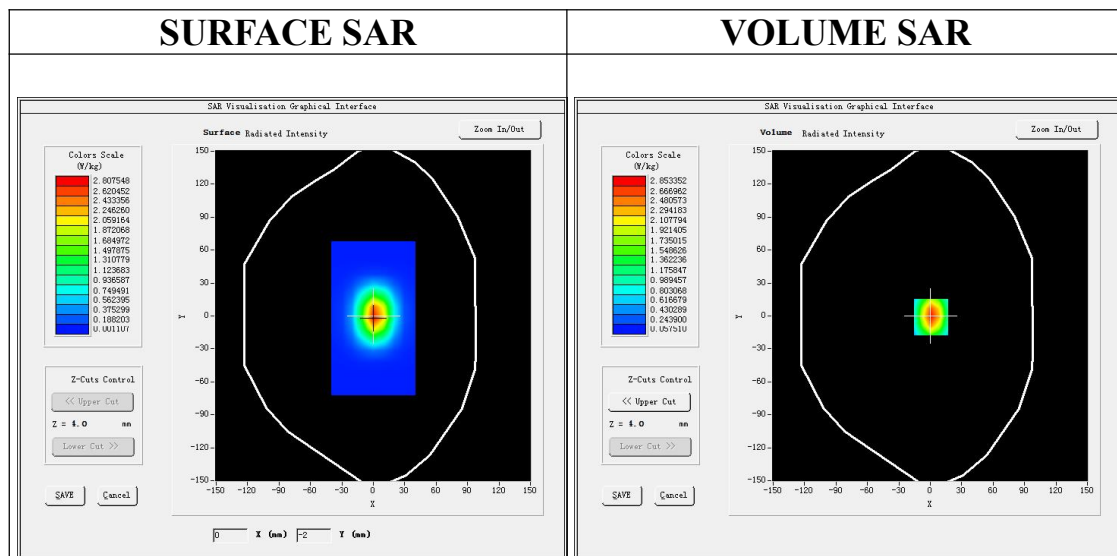 SURFACE SAR
VOLUME SAR
SAR Visualisation Graphical Interface
Surface Radiated Intensity
Zoom In/Out
Colors Scale
(W/kg)
2.807548
2.620452
2.433356
2.246260
2.059164
1.872068
1.684972
1.497875
1.310779
1.123683
0.936587
0.749491
0.562395
0.375299
0.188203
0.001107
Z-Cuts Control
<< Upper Cut
Z = 4.0 mm
Lower Cut >>
SAVE
Cancel
150
120
90
60
30
0
-30
-60
-90
-120
-150
Y
-150 -120 -90 -60 -30 0 30 60 90 120 150
X
0 X (mm) -2 Y (mm)
SAR Visualisation Graphical Interface
Volume Radiated Intensity
Zoom In/Out
Colors Scale
(W/kg)
2.853352
2.666962
2.480573
2.294183
2.107794
1.921405
1.735015
1.548626
1.362236
1.175847
0.989457
0.803068
0.616679
0.430289
0.243900
0.057510
Z-Cuts Control
<< Upper Cut
Z = 4.0 mm
Lower Cut >>
SAVE
Cancel
150
120
90
60
30
0
-30
-60
-90
-120
-150
Y
-150 -120 -90 -60 -30 0 30 60 90 120 150
X